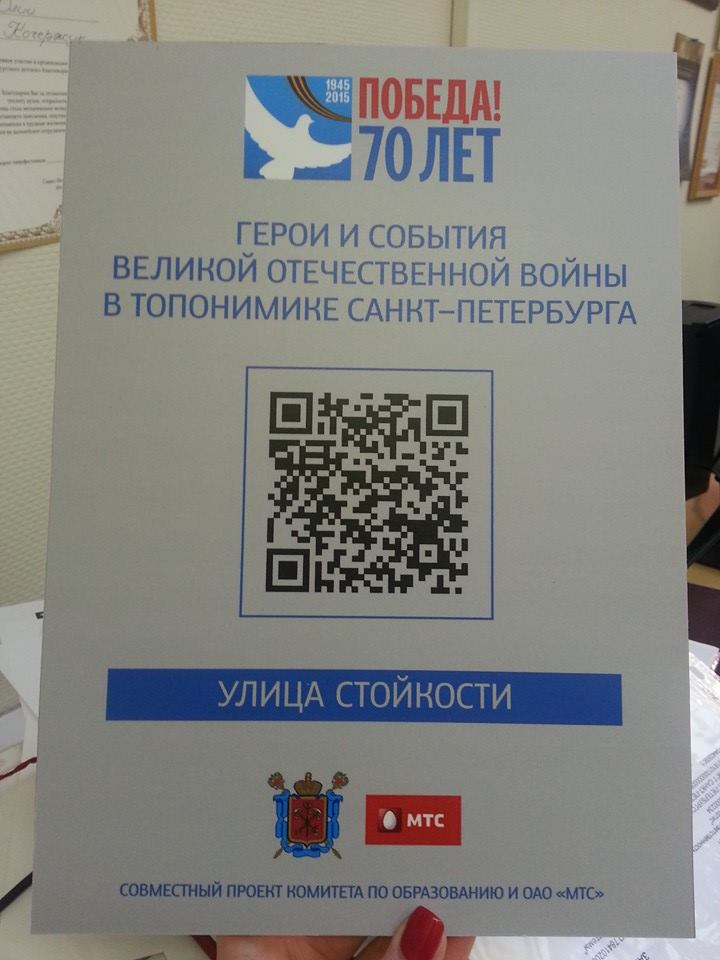 Кочержук
1945
2015
ПОБЕДА!
70 ЛЕТ
ГЕРОИ И СОБЫТИЯ
ВЕЛИКОЙ ОТЕЧЕСТВЕННОЙ ВОЙНЫ
В ТОПОНИМИКЕ САНКТ–ПЕТЕРБУРГА
УЛИЦА СТОЙКОСТИ
МТС
СОВМЕСТНЫЙ ПРОЕКТ КОМИТЕТА ПО ОБРАЗОВАНИЮ И ОАО «МТС»